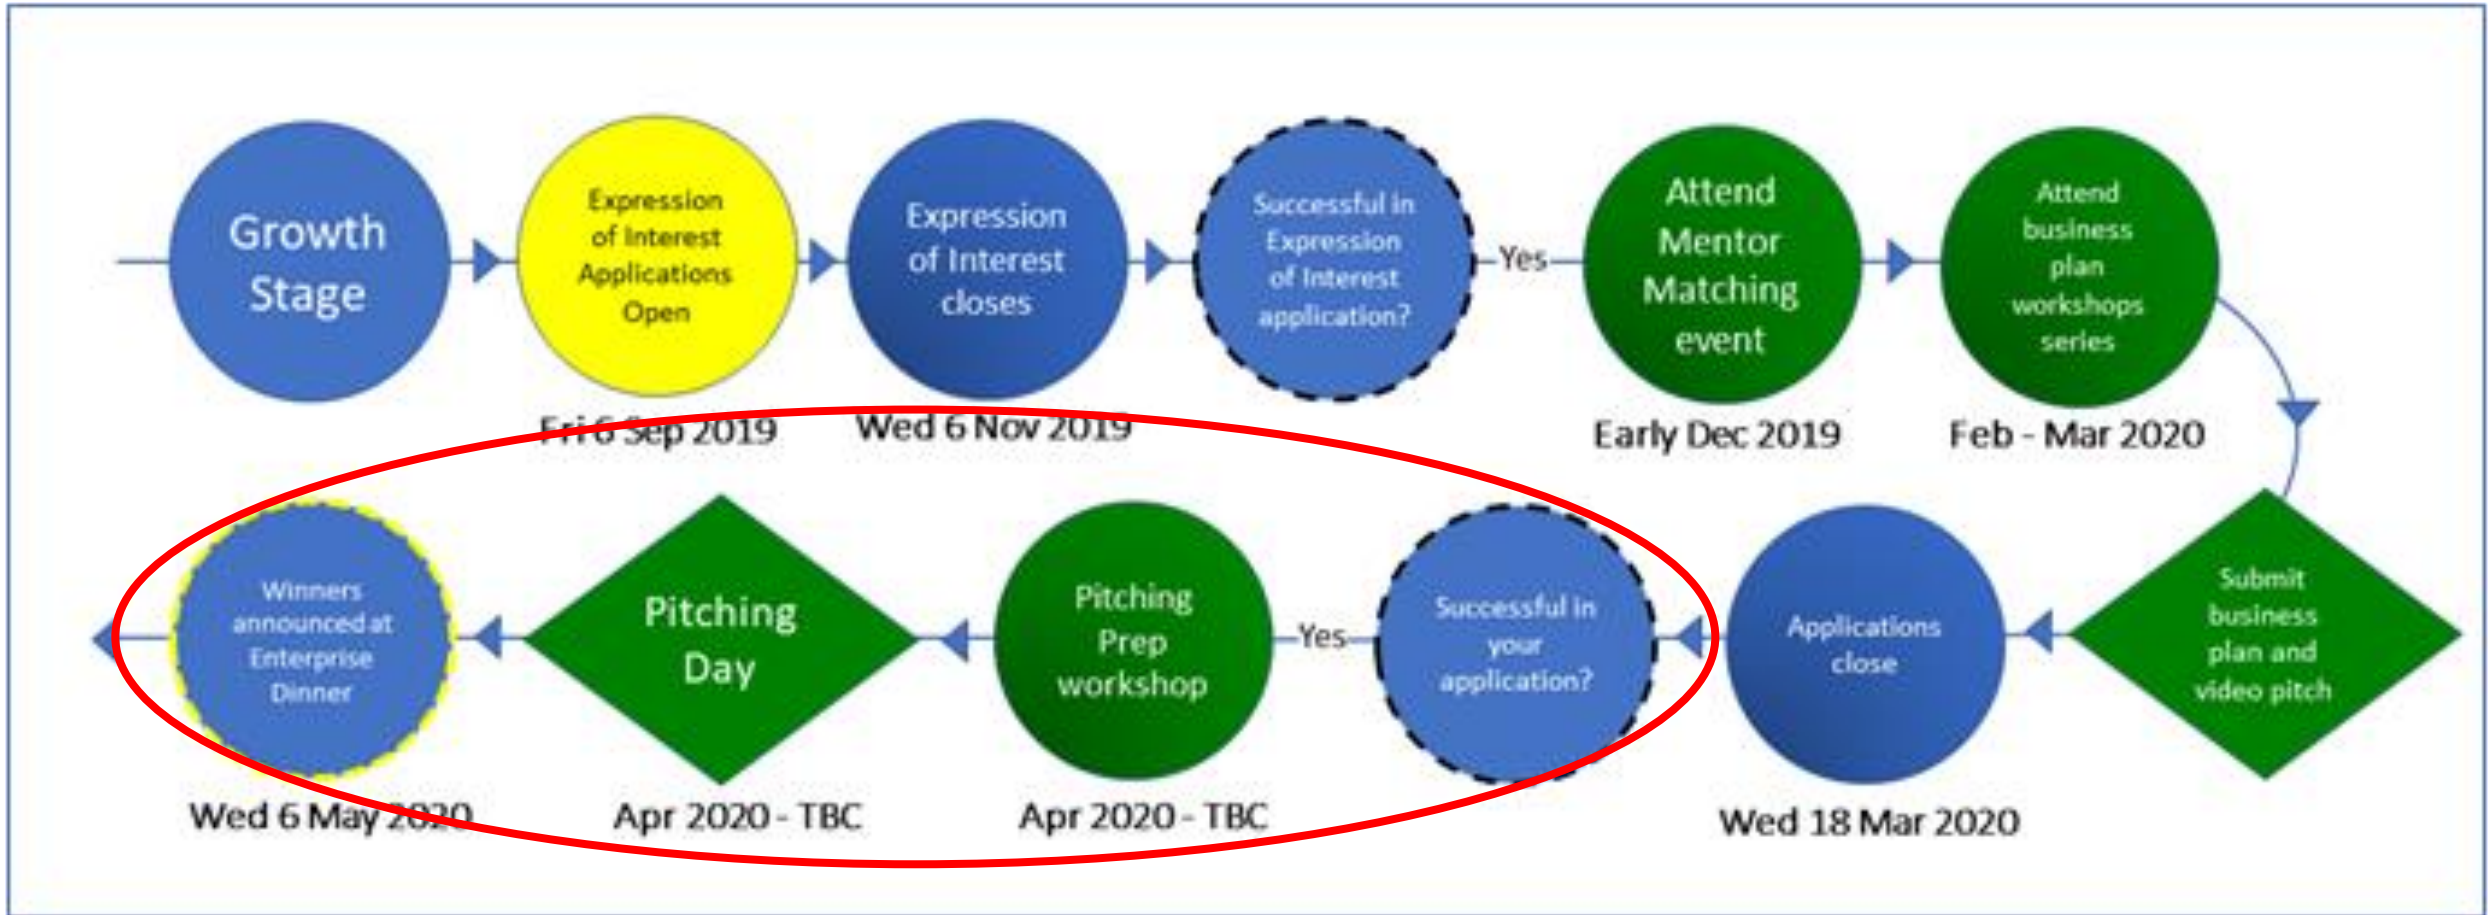 Growth
Stage
Expression
of Interest
Applications
Open
Expression
of Interest
closes
Successful in
Expression
of Interest
application?
Yes
Attend
Mentor
Matching
event
Attend
business
plan
workshops
series
Fri 6 Sep 2019
Wed 6 Nov 2019
Early Dec 2019
Feb - Mar 2020
Submit
business
plan and
video pitch
Applications
close
Successful in
your
application?
Yes
Pitching
Prep
workshop
Pitching
Day
Winners
announced at
Enterprise
Dinner
Wed 18 Mar 2020
Apr 2020 - TBC
Apr 2020 - TBC
Wed 6 May 2020